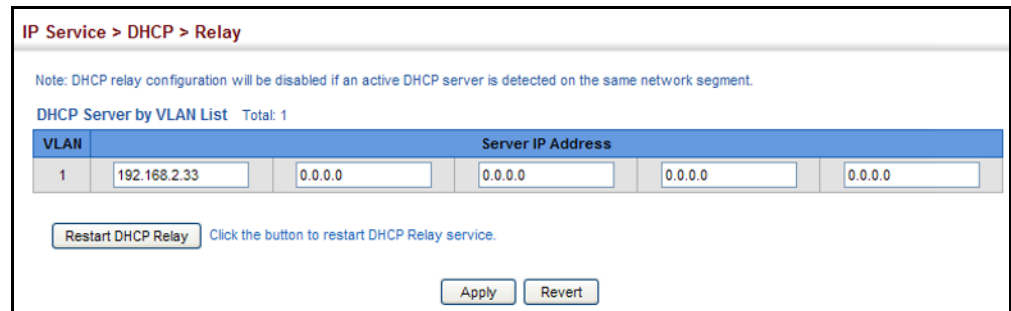 IP Service > DHCP > Relay
Note: DHCP relay configuration will be disabled if an active DHCP server is detected on the same network segment.
DHCP Server by VLAN List Total: 1
VLAN Server IP Address
1 192.168.2.33 0.0.0.0 0.0.0.0 0.0.0.0 0.0.0.0
Restart DHCP Relay Click the button to restart DHCP Relay service.
Apply Revert